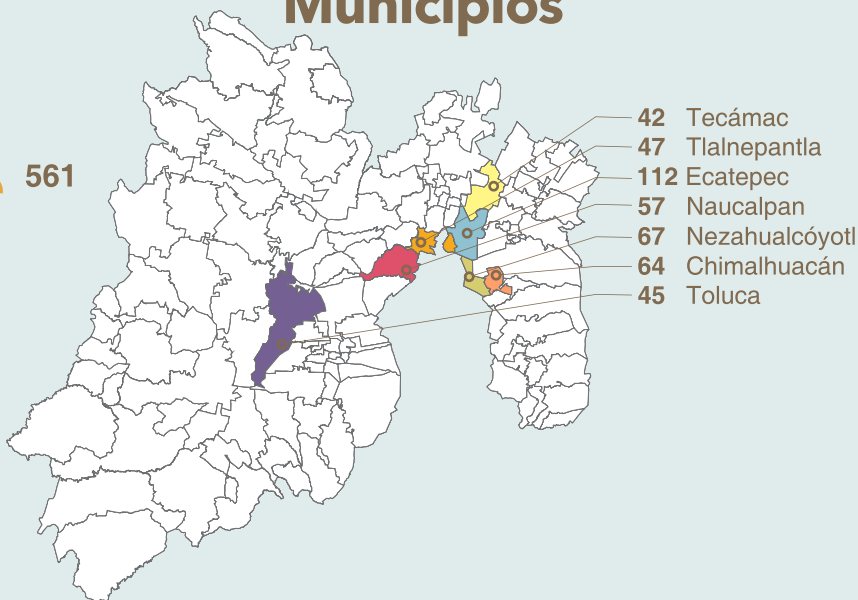 Municipios
561
42 Tecámac
47 Tlalnepantla
112 Ecatepec
57 Naucalpan
67 Nezahualcóyotl
64 Chimalhuacán
45 Toluca